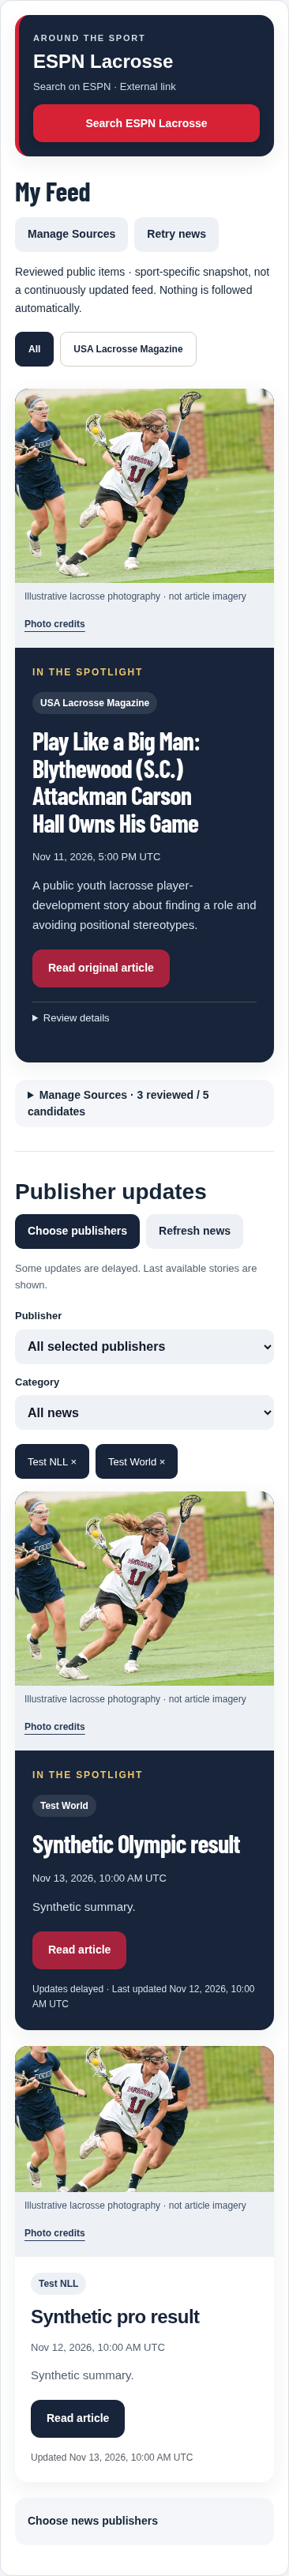 AROUND THE SPORT
ESPN Lacrosse
Search on ESPN · External link
Search ESPN Lacrosse
My Feed
Manage Sources
Retry news
Reviewed public items · sport-specific snapshot, not
a continuously updated feed. Nothing is followed
automatically.
All
USA Lacrosse Magazine
Illustrative lacrosse photography · not article imagery
Photo credits
IN THE SPOTLIGHT
USA Lacrosse Magazine
Play Like a Big Man:
Blythewood (S.C.)
Attackman Carson
Hall Owns His Game
Nov 11, 2026, 5:00 PM UTC
A public youth lacrosse player-
development story about finding a role and
avoiding positional stereotypes.
Read original article
▶ Review details
▶ Manage Sources · 3 reviewed / 5
candidates
Publisher updates
Choose publishers
Refresh news
Some updates are delayed. Last available stories are
shown.
Publisher
All selected publishers
Category
All news
Test NLL ×
Test World ×
Illustrative lacrosse photography · not article imagery
Photo credits
IN THE SPOTLIGHT
Test World
Synthetic Olympic result
Nov 13, 2026, 10:00 AM UTC
Synthetic summary.
Read article
Updates delayed · Last updated Nov 12, 2026, 10:00
AM UTC
Illustrative lacrosse photography · not article imagery
Photo credits
Test NLL
Synthetic pro result
Nov 12, 2026, 10:00 AM UTC
Synthetic summary.
Read article
Updated Nov 13, 2026, 10:00 AM UTC
Choose news publishers